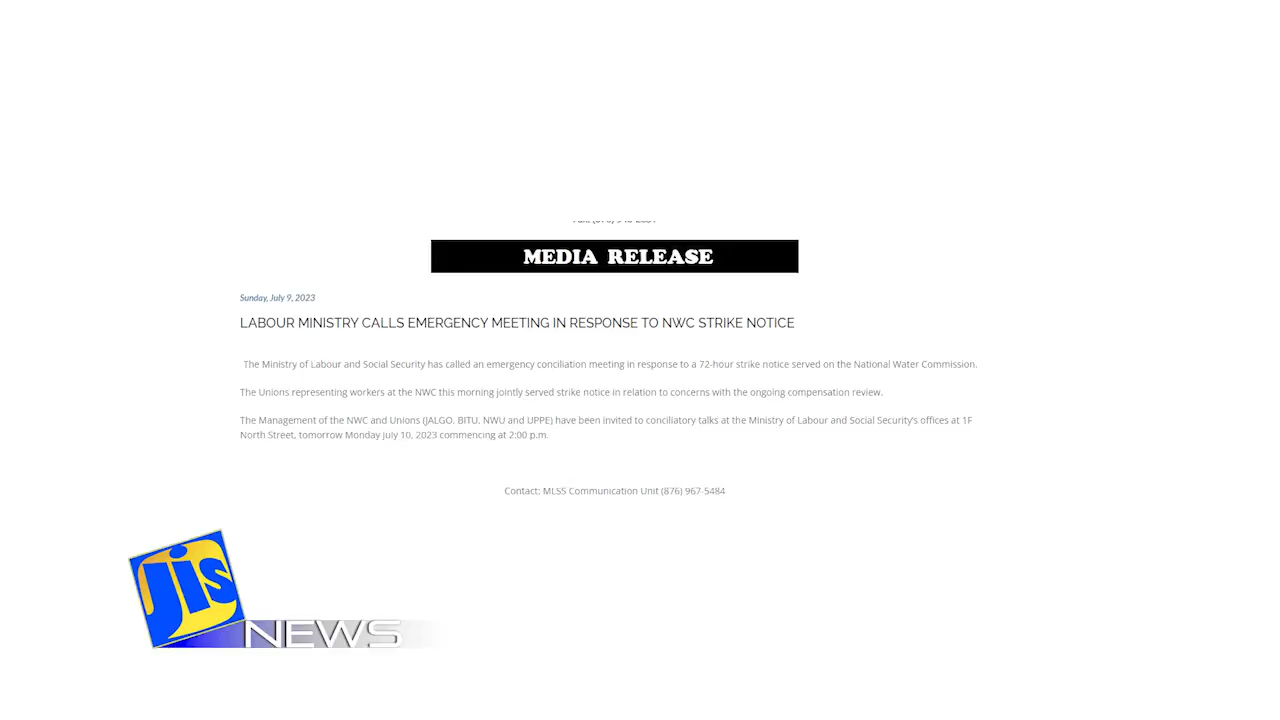 MEDIA RELEASE
Sunday, July 9, 2023
LABOUR MINISTRY CALLS EMERGENCY MEETING IN RESPONSE TO NWC STRIKE NOTICE
The Ministry of Labour and Social Security has called an emergency conciliation meeting in response to a 72-hour strike notice served on the National Water Commission.
The Unions representing workers at the NWC this morning jointly served strike notice in relation to concerns with the ongoing compensation review.
The Management of the NWC and Unions (JALGO, BITU, NWU and UPPE) have been invited to conciliatory talks at the Ministry of Labour and Social Security's offices at 1F
North Street, tomorrow Monday July 10, 2023 commencing at 2:00 p.m.
Contact: MLSS Communication Unit (876) 967-5484
jis
NEWS